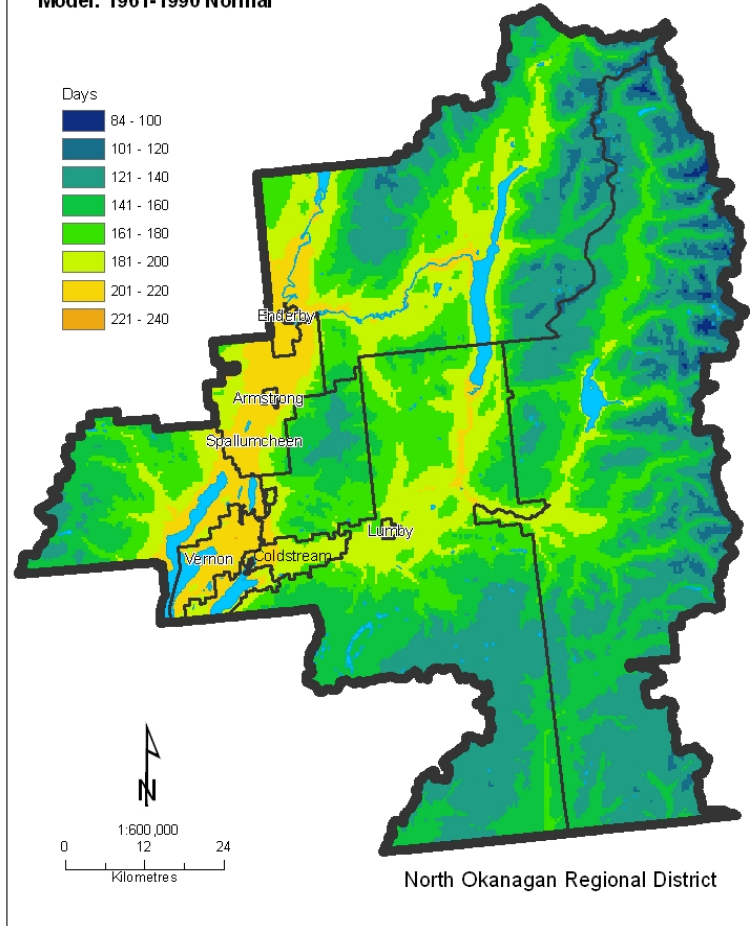 Model: 1961-1990 Normal
Days
84 - 100
101 - 120
121 - 140
141 - 160
161 - 180
181 - 200
201 - 220
221 - 240
Enderby
Armstrong
Spallumcheen
Lumby
Vernon
Coldstream
N
1:600,000
0 12 24
Kilometres
North Okanagan Regional District